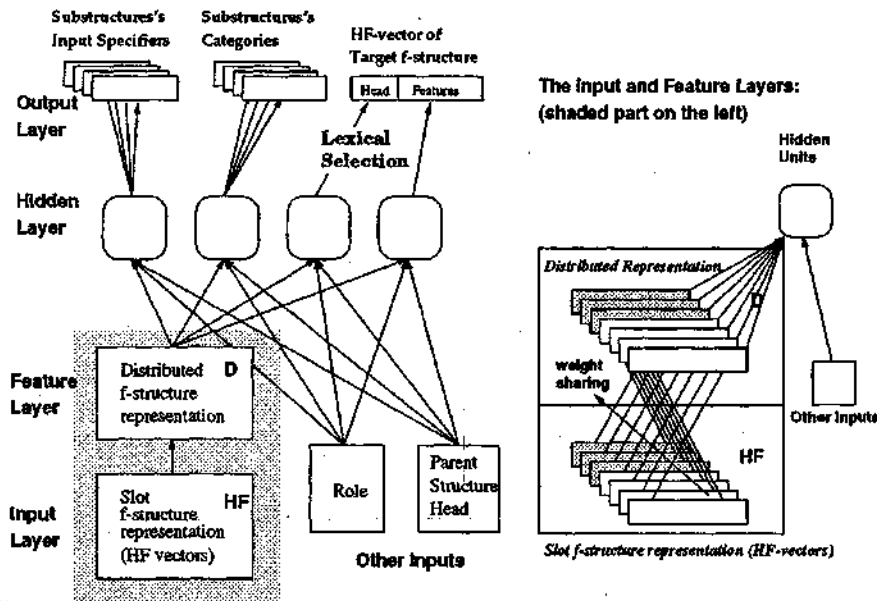 Substructures's
Input Specifiers
Substructures's
Categories
HF-vector of
Target f-structure
Output
Layer
Head
Features
Lexical
Selection
Hidden
Layer
Feature
Layer
Distributed D
f-structure
representation
Input
Layer
Slot HF
f-structure
representation
(HF vectors)
Role
Parent
Structure
Head
Other Inputs
The Input and Feature Layers:
(shaded part on the left)
Hidden
Units
Distributed Representation
D
weight
sharing
Other Inputs
HF
Slot f-structure representation (HF-vectors)